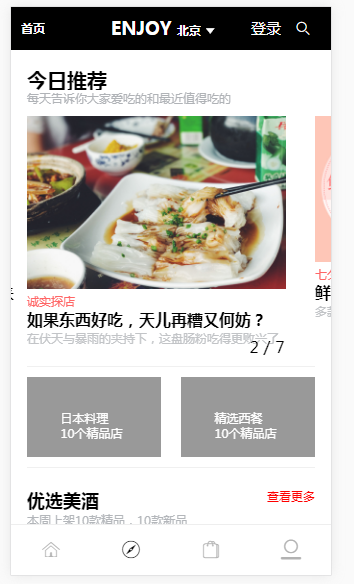 首页 ENJOY 北京 登录
今日推荐
每天告诉你大家爱吃的和最近值得吃的
诚实探店
如果东西好吃，天儿再糟又何妨？
在伏天与暴雨的夹持下，这盘肠粉吃得更数兴了
2 / 7
鲜
日本料理
10个精品店
精选西餐
10个精品店
优选美酒 查看更多
本周上架10款精品，10款新品